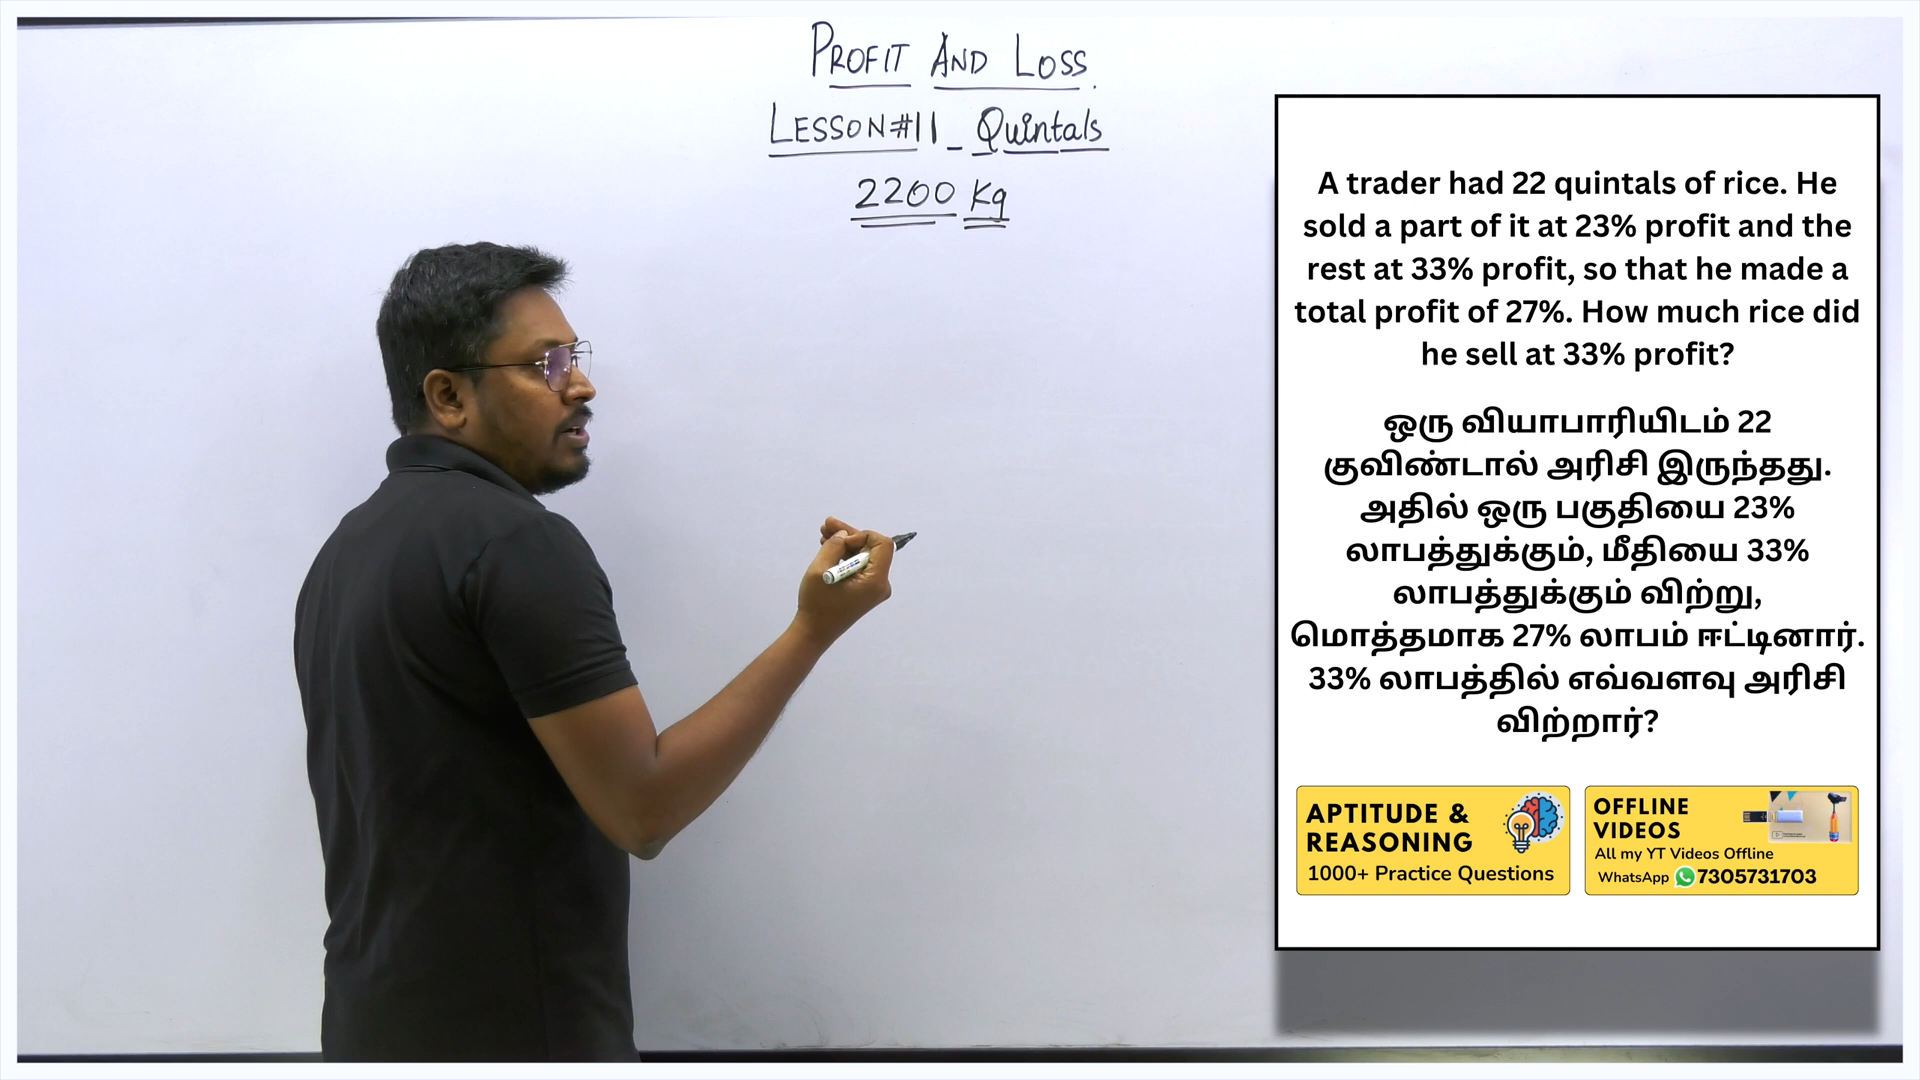 PROFIT AND LOSS.
LESSON#11_Quintals
2200 Kg
A trader had 22 quintals of rice. He
sold a part of it at 23% profit and the
rest at 33% profit, so that he made a
total profit of 27%. How much rice did
he sell at 33% profit?
ஒரு வியாபாரியிடம் 22
குவிண்டால் அரிசி இருந்தது.
அதில் ஒரு பகுதியை 23%
லாபத்துக்கும், மீதியை 33%
லாபத்துக்கும் விற்று,
மொத்தமாக 27% லாபம் ஈட்டினார்.
33% லாபத்தில் எவ்வளவு அரிசி
விற்றார்?
APTITUDE &
REASONING
1000+ Practice Questions
OFFLINE
VIDEOS
All my YT Videos Offline
WhatsApp 7305731703